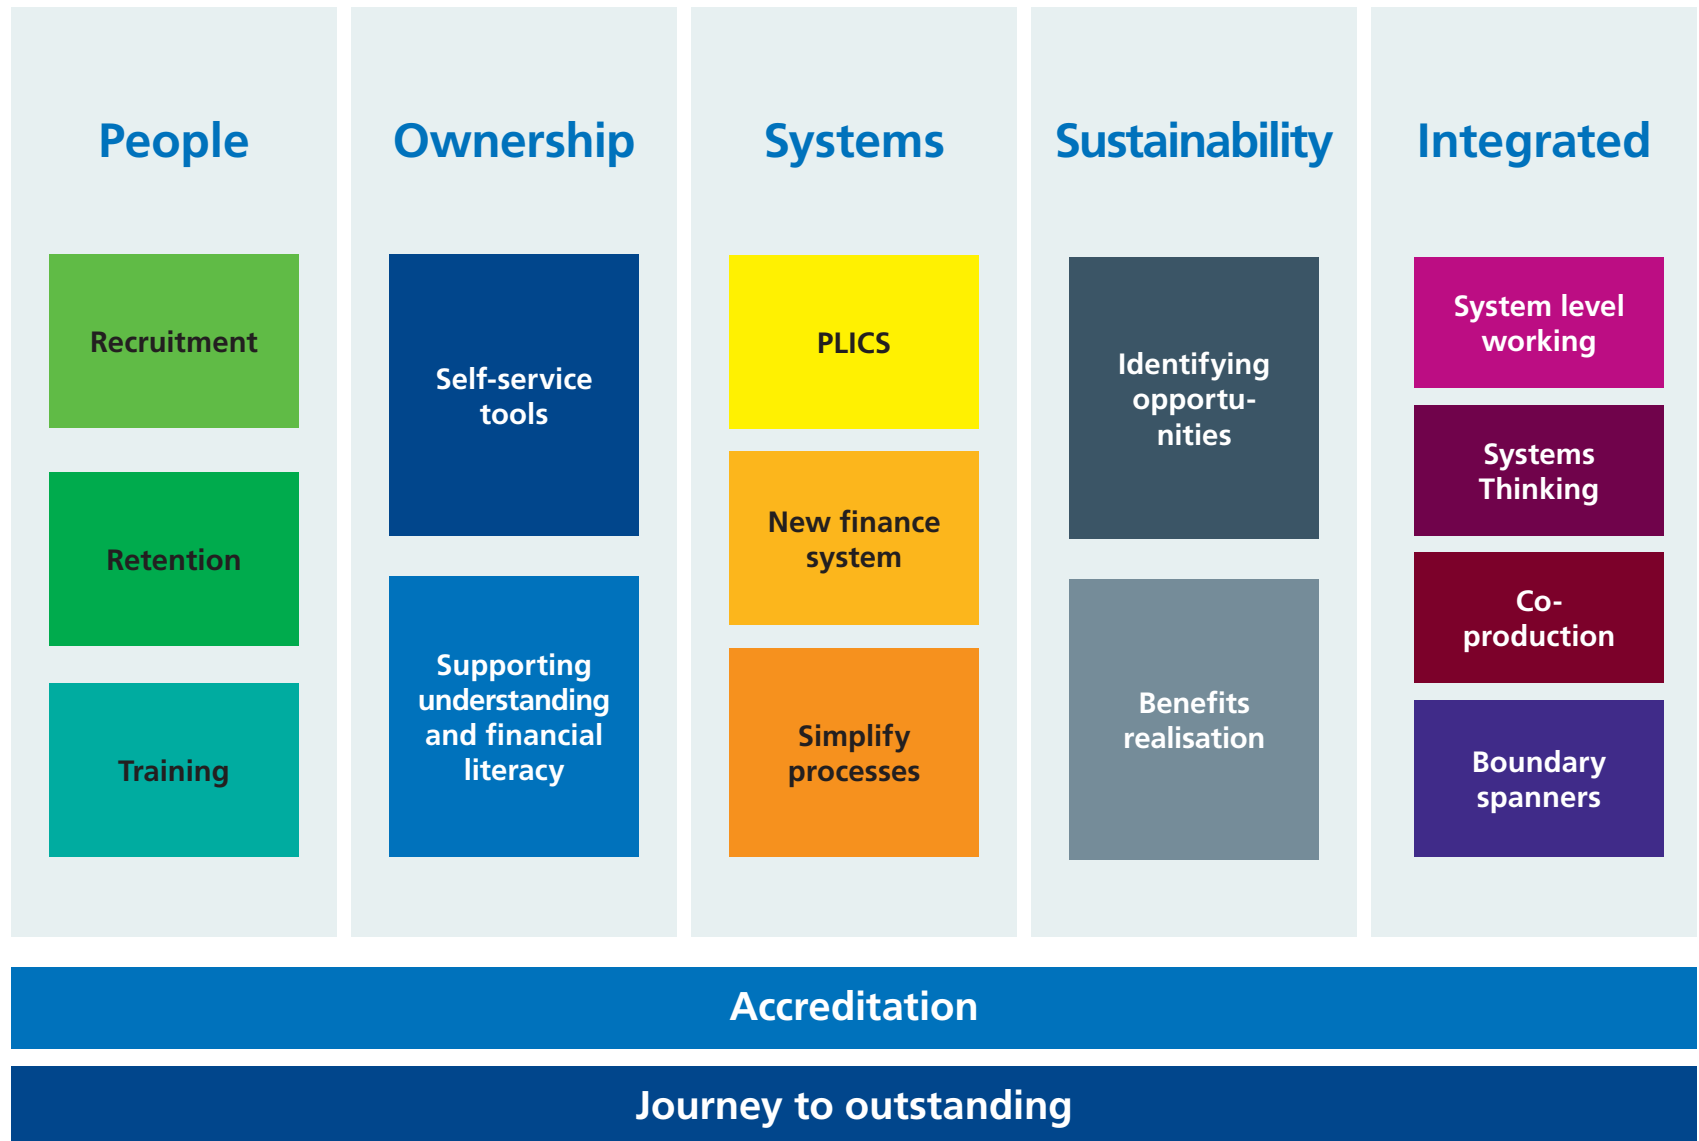 People
Recruitment
Retention
Training
Ownership
Self-service
tools
Supporting
understanding
and financial
literacy
Systems
PLICS
New finance
system
Simplify
processes
Sustainability
Identifying
opportu-
nities
Benefits
realisation
Integrated
System level
working
Systems
Thinking
Co-
production
Boundary
spanners
Accreditation
Journey to outstanding